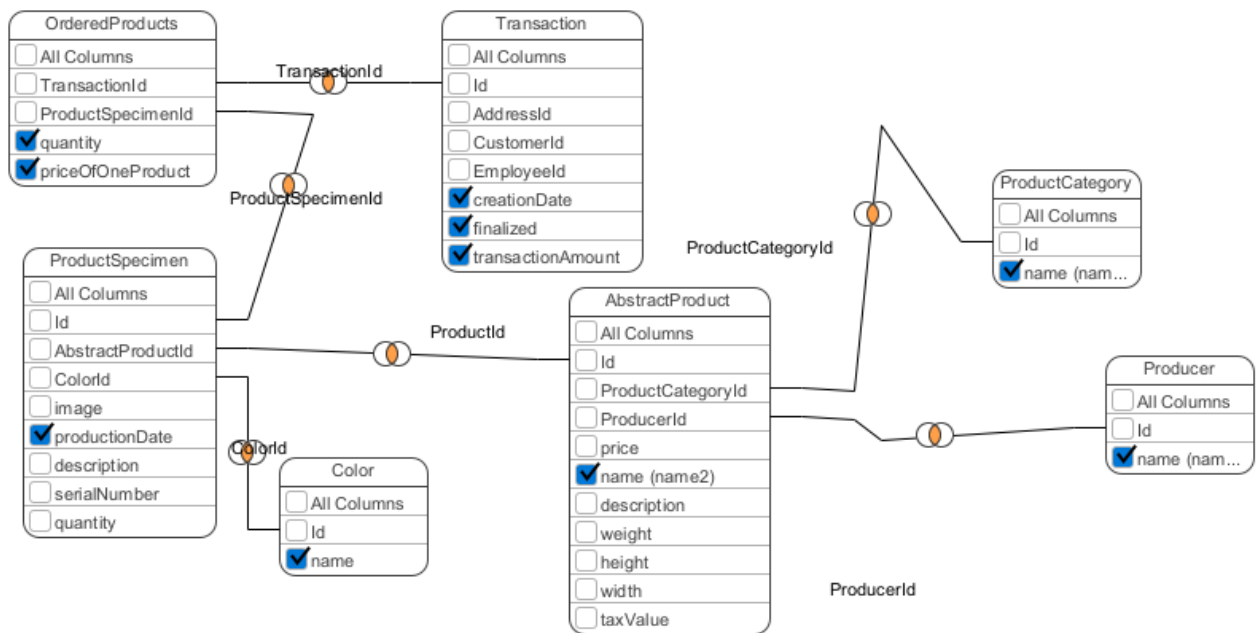 OrderedProducts
All Columns
TransactionId
ProductSpecimenId
quantity
priceOfOneProduct
TransactionId
ProductSpecimenId
Transaction
All Columns
Id
AddressId
CustomerId
EmployeeId
creationDate
finalized
transactionAmount
ProductCategoryId
ProductCategory
All Columns
Id
name (nam...
ProductSpecimen
All Columns
Id
AbstractProductId
ColorId
image
productionDate
description
serialNumber
quantity
ProductId
ColorId
Color
All Columns
Id
name
AbstractProduct
All Columns
Id
ProductCategoryId
ProducerId
price
name (name2)
description
weight
height
width
taxValue
Producer
All Columns
Id
name (nam...
ProducerId